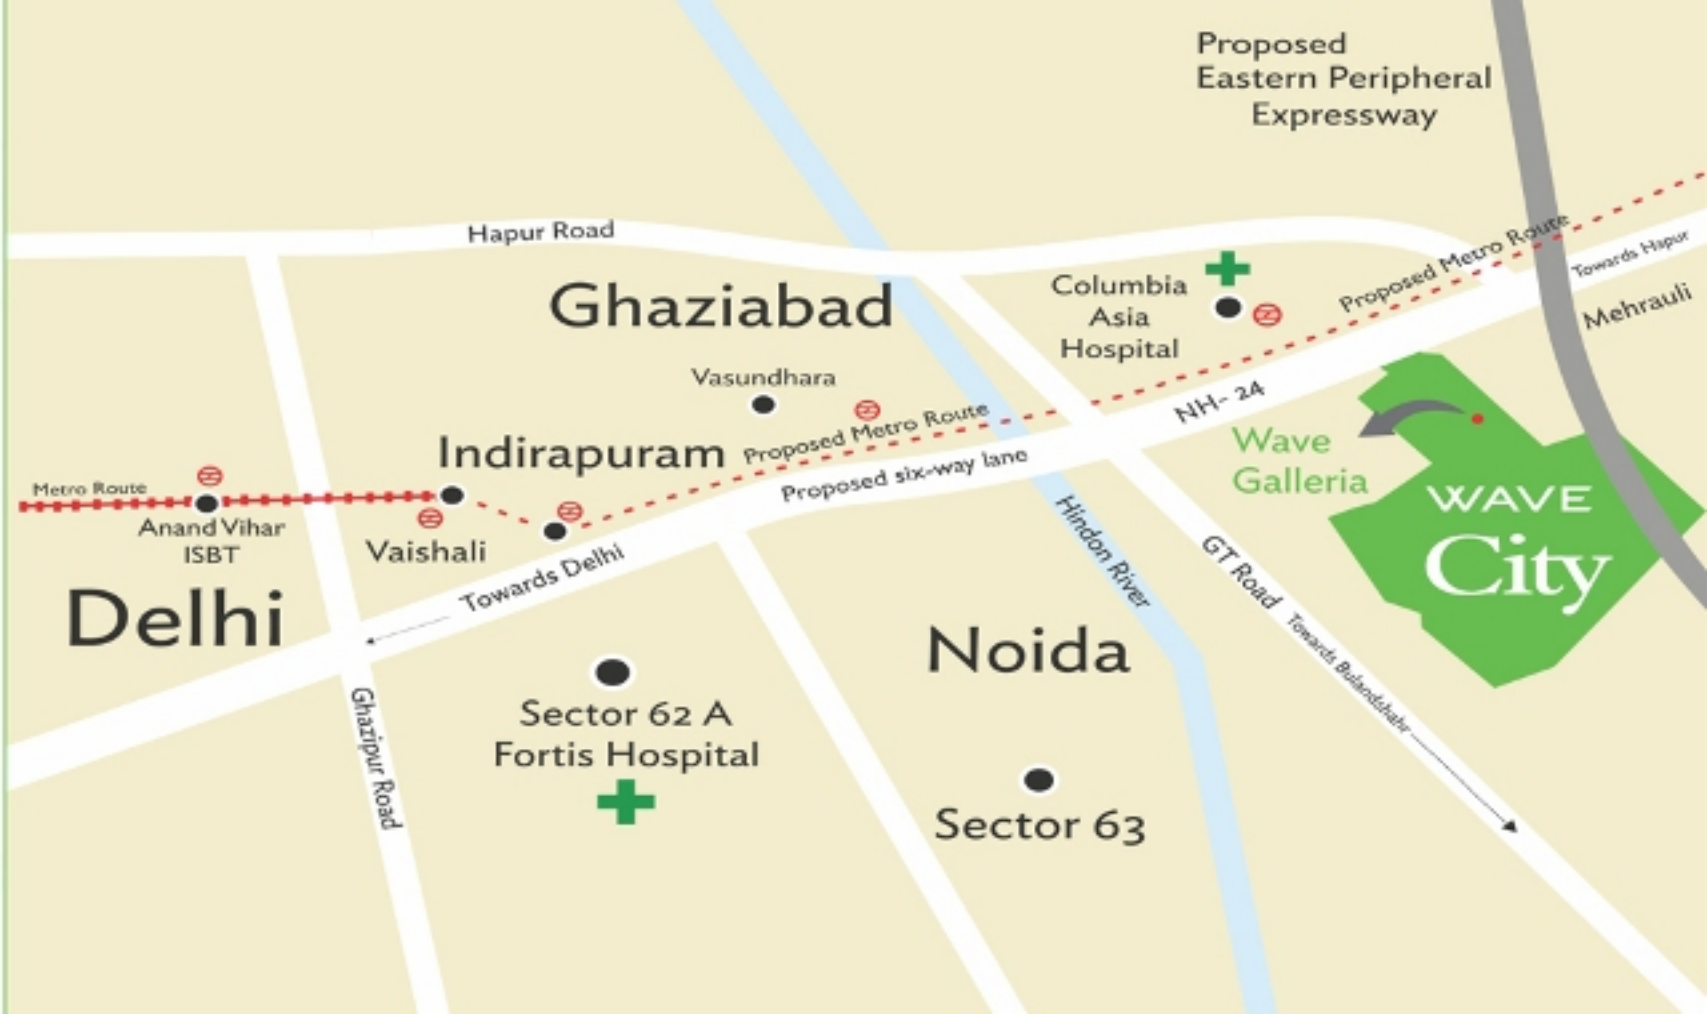 Proposed
Eastern Peripheral
Expressway
Hapur Road
Proposed Metro Route
Towards Hapur
Mehrauli
Columbia
Asia
Hospital
Ghaziabad
Vasundhara
Proposed Metro Route
NH- 24
Indirapuram
Proposed six-way lane
Wave
Galleria
WAVE
City
Metro Route
Anand Vihar
ISBT
Vaishali
Towards Delhi
Delhi
Hindon River
GT Road
Towards Bulandshahr
Noida
Ghazipur Road
Sector 62 A
Fortis Hospital
Sector 63